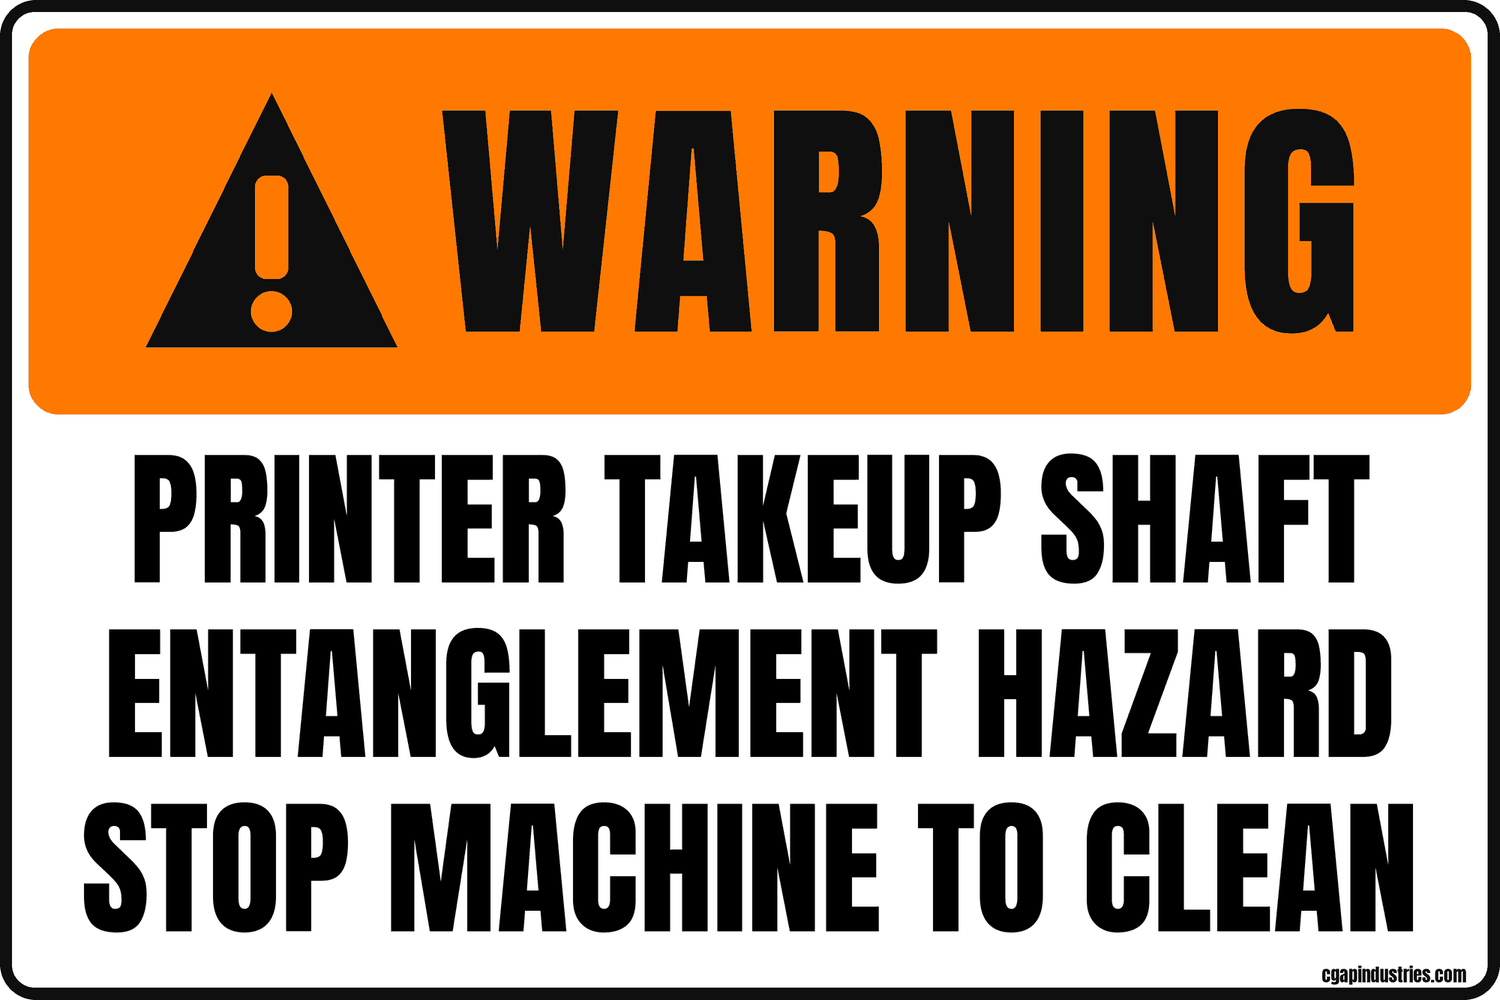 WARNING
PRINTER TAKEUP SHAFT
ENTANGLEMENT HAZARD
STOP MACHINE TO CLEAN
cgapindustries.com